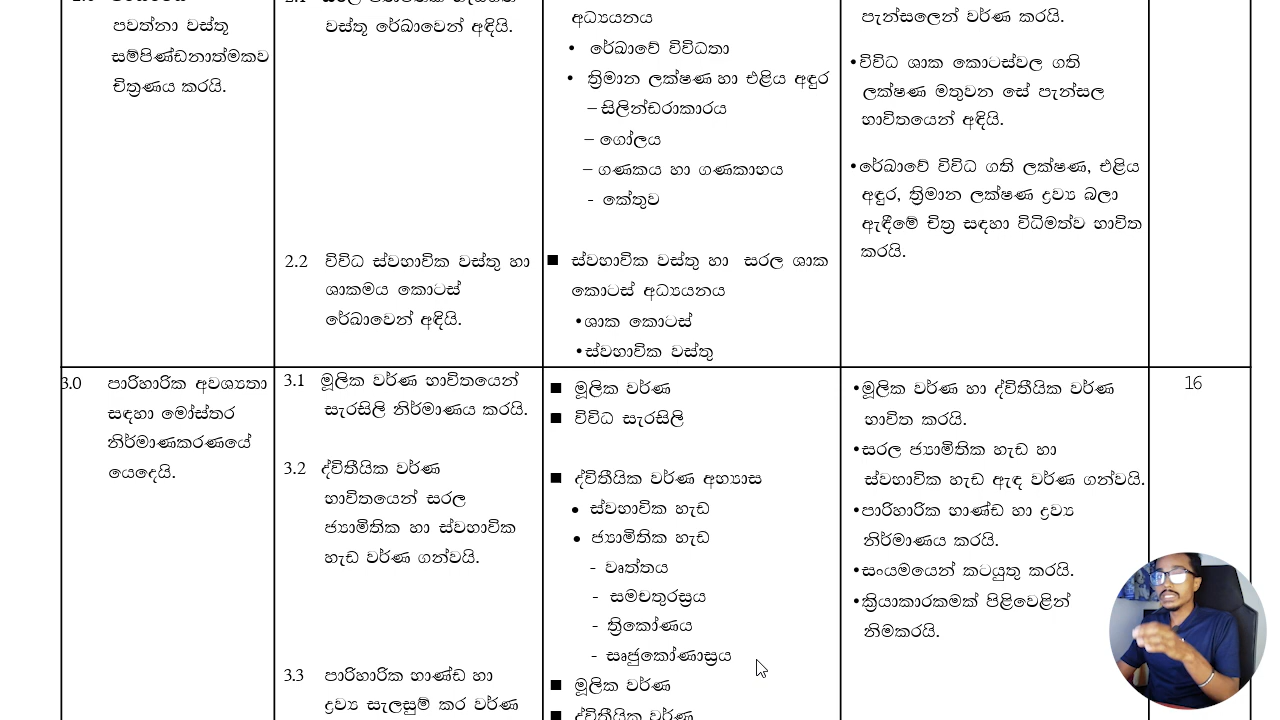 පවත්නා වස්තූ
සම්පිණ්ඩනාත්මකව
චිත්‍රණය කරයි.
වස්තූ රේඛාවෙන් අඳියි.
2.2 විවිධ ස්වභාවික වස්තු හා
ශාකමය කොටස්
රේඛාවෙන් අඳියි.
අධ්‍යයනය
• රේඛාවේ විවිධතා
• ත්‍රිමාන ලක්ෂණ හා එළිය අඳුර
– සිලින්ඩරාකාරය
– ගෝලය
– ගණකය හා ගණකාභය
- කේතුව
■ ස්වභාවික වස්තු හා සරල ශාක
කොටස් අධ්‍යයනය
•ශාක කොටස්
•ස්වභාවික වස්තු
පැන්සලෙන් වර්ණ කරයි.
•විවිධ ශාක කොටස්වල ගති
ලක්ෂණ මතුවන සේ පැන්සල
භාවිතයෙන් අඳියි.
•රේඛාවේ විවිධ ගති ලක්ෂණ, එළිය
අඳුර, ත්‍රිමාන ලක්ෂණ ද්‍රව්‍ය බලා
ඇඳීමේ චිත්‍ර සඳහා විධිමත්ව භාවිත
කරයි.
3.0 පාරිභාරික අවශ්‍යතා
සඳහා මෝස්තර
නිර්මාණකරණයේ
යෙදෙයි.
3.1 මූලික වර්ණ භාවිතයෙන්
සැරසිලි නිර්මාණය කරයි.
3.2 ද්විතීයික වර්ණ
භාවිතයෙන් සරල
ජ්‍යාමිතික හා ස්වභාවික
හැඩ වර්ණ ගන්වයි.
3.3 පාරිභාරික භාණ්ඩ හා
ද්‍රව්‍ය සැලසුම් කර වර්ණ
■ මූලික වර්ණ
■ විවිධ සැරසිලි
■ ද්විතීයික වර්ණ අභ්‍යාස
• ස්වභාවික හැඩ
• ජ්‍යාමිතික හැඩ
- වෘත්තය
- සමචතුරස්‍රය
- ත්‍රිකෝණය
- සෘජුකෝණාස්‍රය
■ මූලික වර්ණ
■ ද්විතීයික වර්ණ
•මූලික වර්ණ හා ද්විතීයික වර්ණ
භාවිත කරයි.
•සරල ජ්‍යාමිතික හැඩ හා
ස්වභාවික හැඩ ඇඳ වර්ණ ගන්වයි.
•පාරිභාරික භාණ්ඩ හා ද්‍රව්‍ය
නිර්මාණය කරයි.
•සංයමයෙන් කටයුතු කරයි.
•ක්‍රියාකාරකමක් පිළිවෙළින්
නිමකරයි.
16